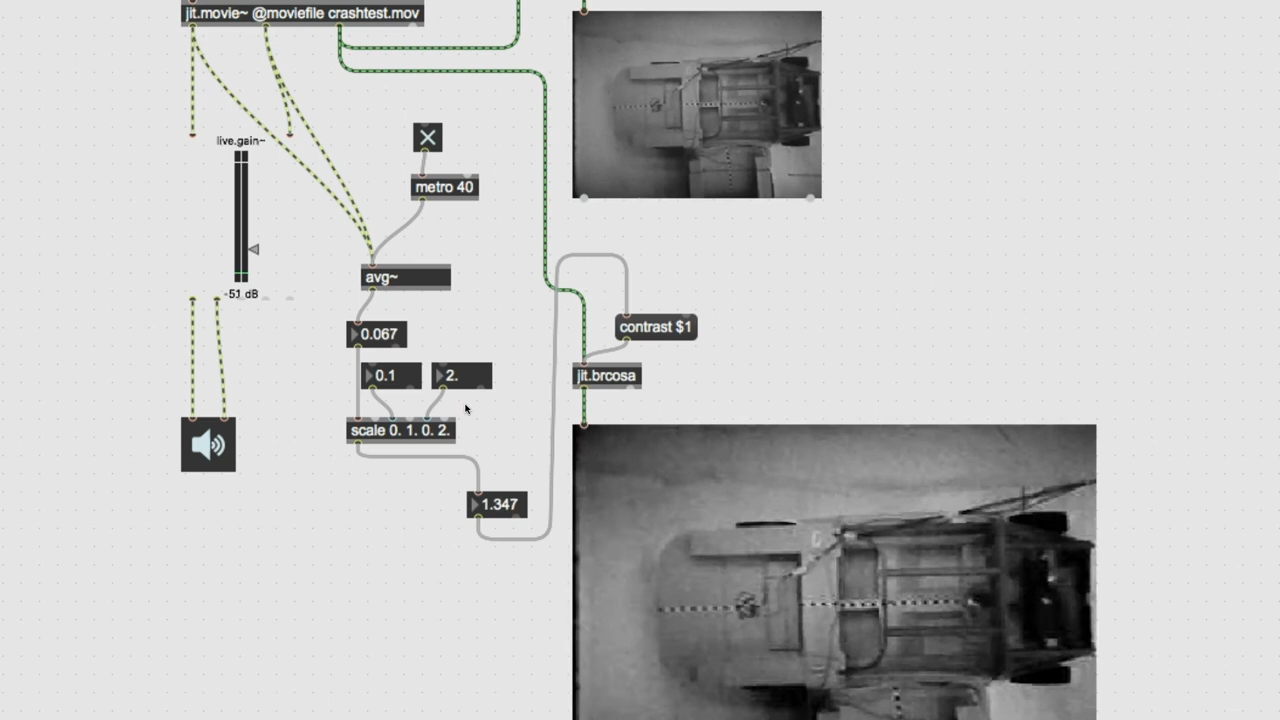 jit.movie~ @moviefile crashtest.mov
live.gain~
metro 40
avg~
-51 dB
0.067
contrast $1
0.1
2.
jit.brcosa
scale 0. 1. 0. 2.
1.347